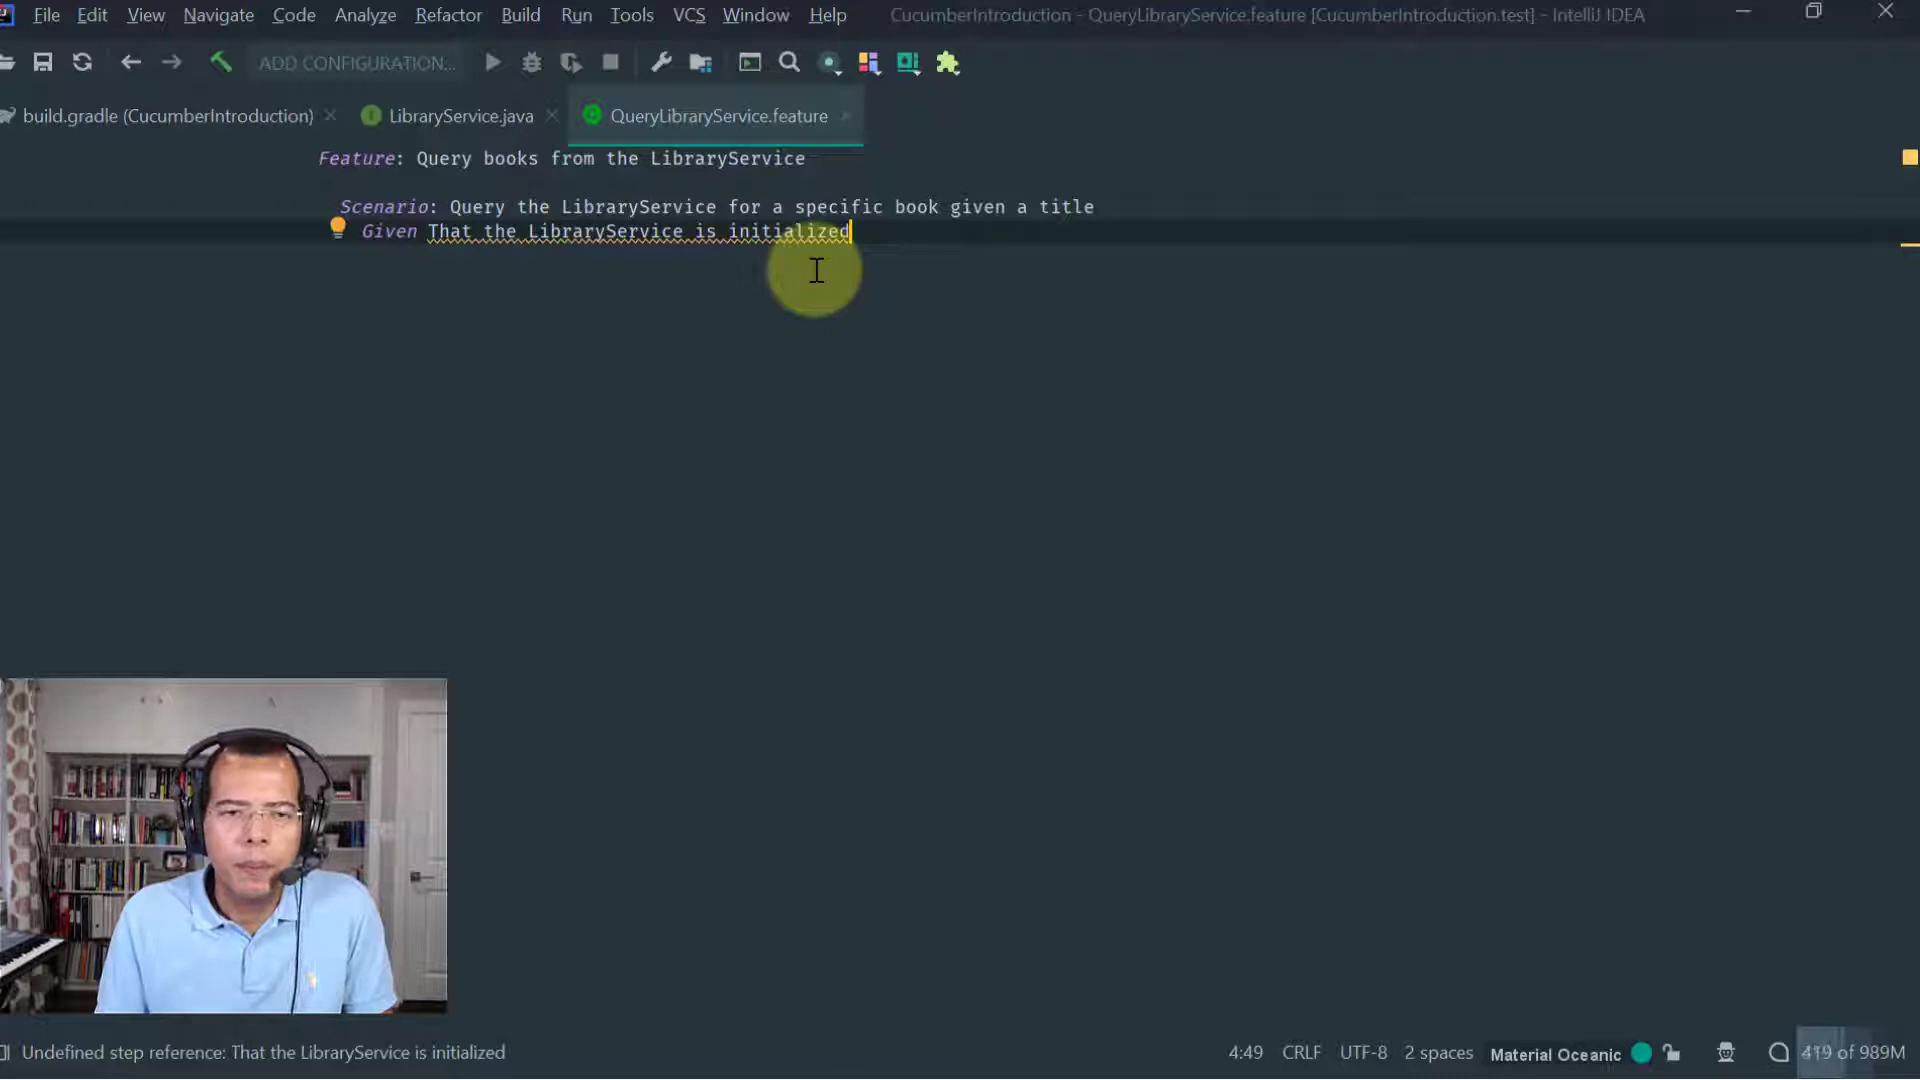 File Edit View Navigate Code Analyze Refactor Build Run Tools VCS Window Help CucumberIntroduction - QueryLibraryService.feature [CucumberIntroduction.test] - IntelliJ IDEA
ADD CONFIGURATION...
build.gradle (CucumberIntroduction) LibraryService.java QueryLibraryService.feature
Feature: Query books from the LibraryService
Scenario: Query the LibraryService for a specific book given a title
Given That the LibraryService is initialized
Undefined step reference: That the LibraryService is initialized 4:49 CRLF UTF-8 2 spaces Material Oceanic 419 of 989M